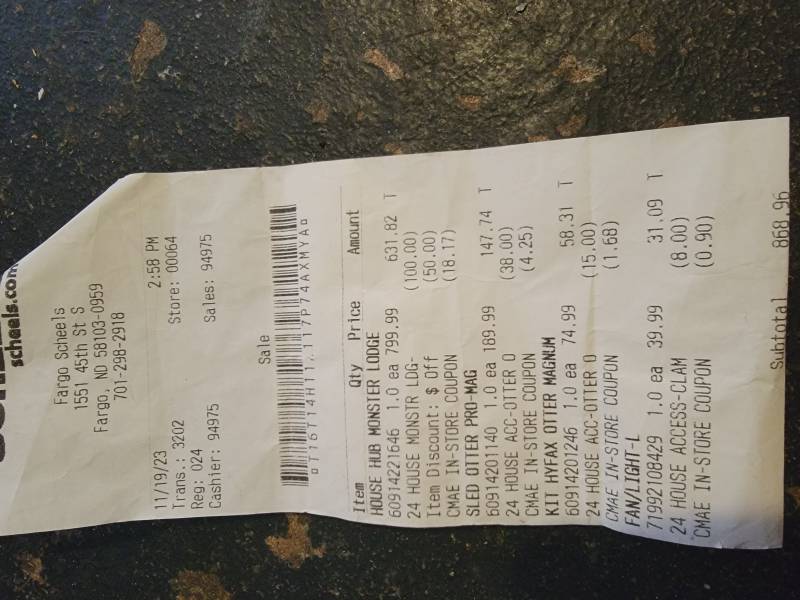 scheels.com
Fargo Scheels
1551 45th St S
Fargo, ND 58103-0959
701-298-2918
11/19/23 2:58 PM
Trans.: 3202 Store: 00064
Reg: 024
Cashier: 94975 Sales: 94975
Sale
Item Qty Price Amount
HOUSE HUB MONSTER LODGE
60914221646 1.0 ea 799.99 631.82 T
24 HOUSE MONSTR LDG- (100.00)
Item Discount: $ Off (50.00)
CMAE IN-STORE COUPON (18.17)
SLED OTTER PRO-MAG
60914201140 1.0 ea 189.99 147.74 T
24 HOUSE ACC-OTTER O (38.00)
CMAE IN-STORE COUPON (4.25)
KIT HYFAX OTTER MAGNUM
60914201246 1.0 ea 74.99 58.31 T
24 HOUSE ACC-OTTER O (15.00)
CMAE IN-STORE COUPON (1.68)
FAN/LIGHT-L
71992108429 1.0 ea 39.99 31.09 T
24 HOUSE ACCESS-CLAM (8.00)
CMAE IN-STORE COUPON (0.90)
Subtotal 868.96